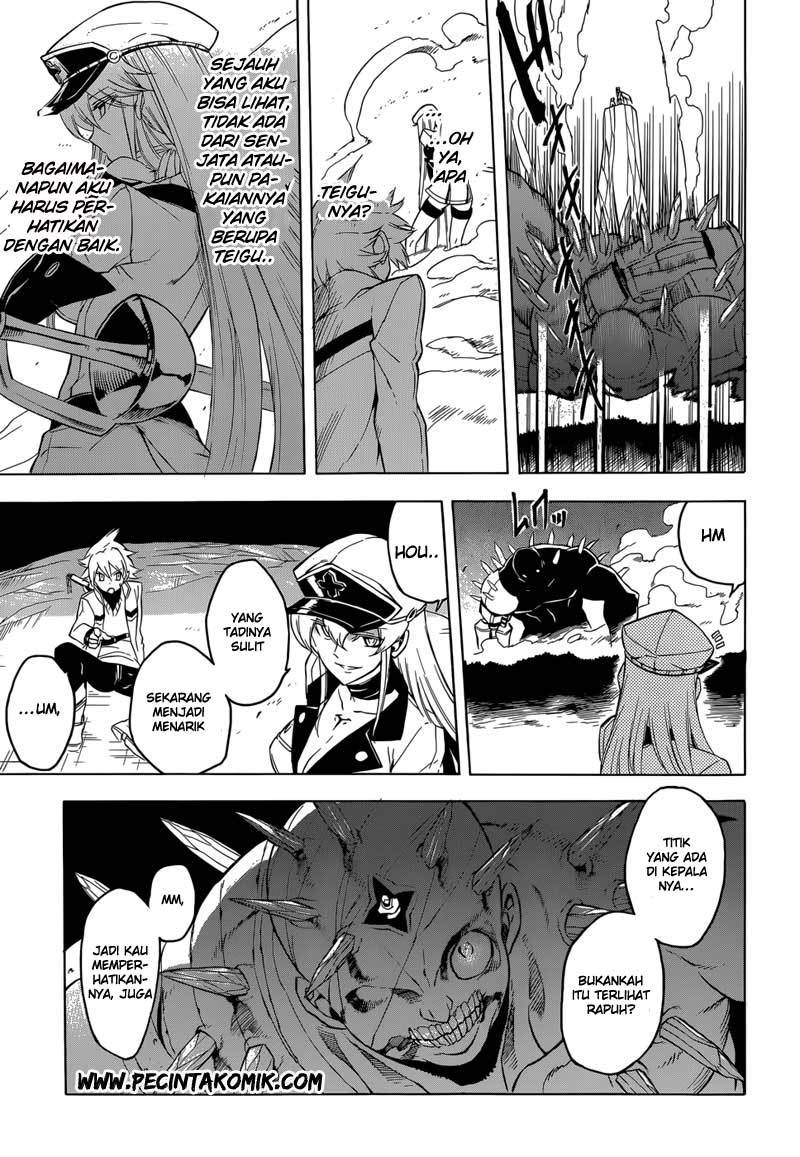 ...OH
YA,
APA
TEIGU-
NYA?
SEJAUH
YANG AKU
BISA LIHAT,
TIDAK ADA
DARI SEN-
JATA ATAU-
PUN PA-
KAIANNYA
YANG
BERUPA
TEIGU..
BAGAIMA-
NAPUN AKU
HARUS PER-
HATIKAN
DENGAN BAIK.
HM
HOU..
YANG
TADINYA
SULIT
SEKARANG
MENJADI
MENARIK
...UM,
TITIK
YANG ADA
DI KEPALA
NYA...
BUKANKAH
ITU TERLIHAT
RAPUH?
MM,
JADI KAU
MEMPER-
HATIKAN-
NYA, JUGA
WWW.PECINTAKOMIK.COM